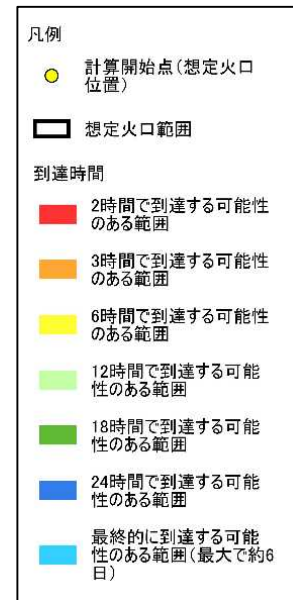 凡例
計算開始点(想定火口
位置)
想定火口範囲
到達時間
2時間で到達する可能性
のある範囲
3時間で到達する可能性
のある範囲
6時間で到達する可能性
のある範囲
12時間で到達する可能
性のある範囲
18時間で到達する可能
性のある範囲
24時間で到達する可能
性のある範囲
最終的に到達する可能
性のある範囲(最大で約6
日)